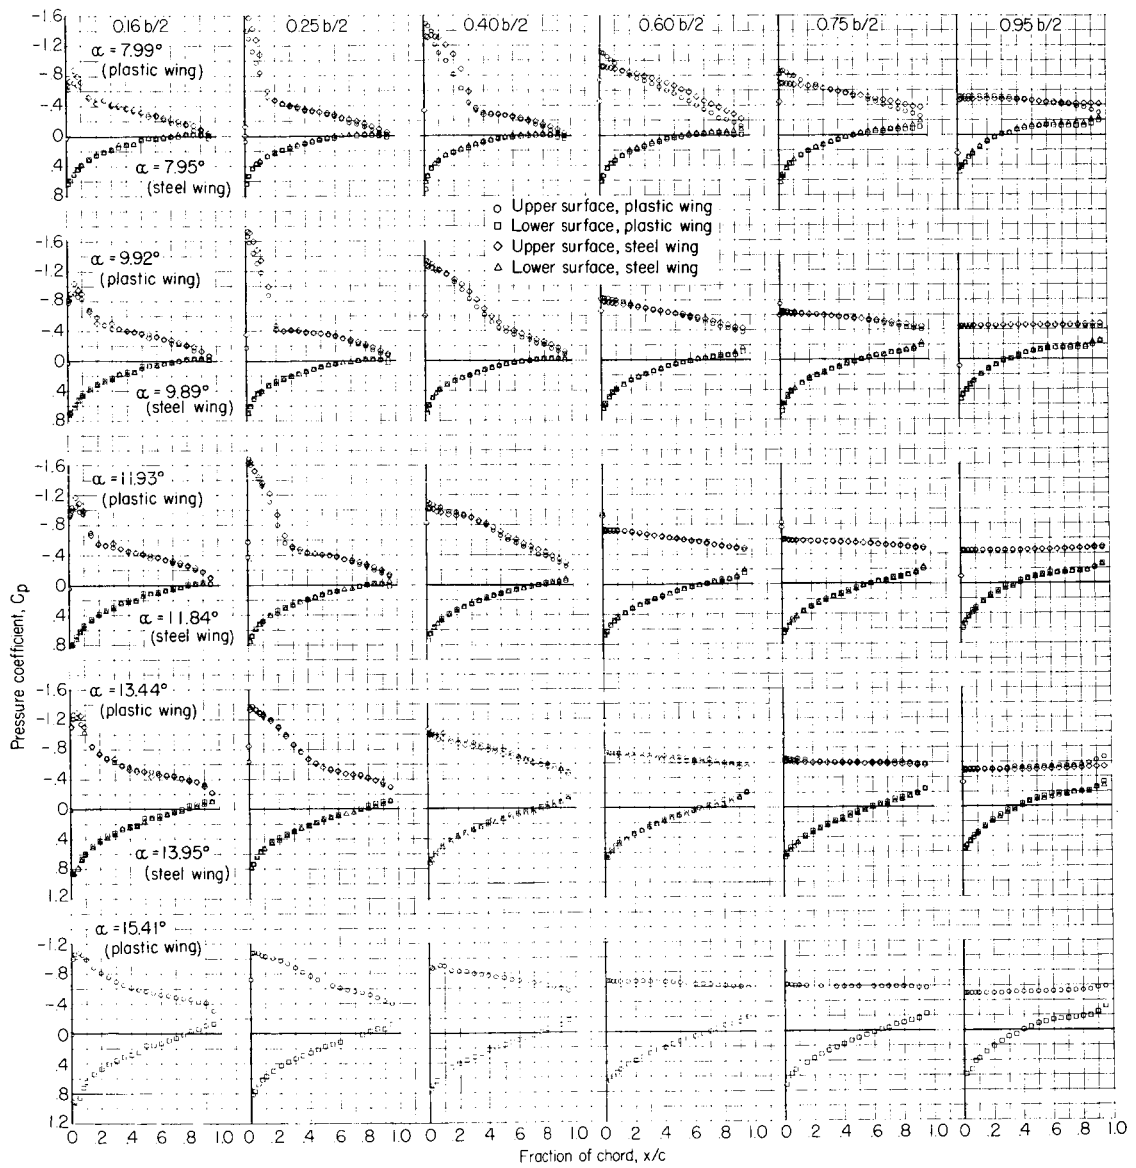 0.16 b/2 0.25 b/2 0.40 b/2 0.60 b/2 0.75 b/2 0.95 b/2
-1.6
α = 7.99°
(plastic wing)
-1.2
-.8
-.4
0
.4
α = 7.95°
(steel wing)
.8
○ Upper surface, plastic wing
□ Lower surface, plastic wing
◇ Upper surface, steel wing
△ Lower surface, steel wing
-1.6
α = 9.92°
(plastic wing)
-1.2
-.8
-.4
0
.4
α = 9.89°
(steel wing)
.8
-1.6
α = 11.93°
(plastic wing)
-1.2
-.8
-.4
0
.4
α = 11.84°
(steel wing)
.8
Pressure coefficient, Cp
-1.6
α = 13.44°
(plastic wing)
-1.2
-.8
-.4
0
.4
α = 13.95°
(steel wing)
.8
1.2
α = 15.41°
(plastic wing)
-1.2
-.8
-.4
0
.4
.8
1.2
0 .2 .4 .6 .8 1.0 0 .2 .4 .6 .8 1.0 0 .2 .4 .6 .8 1.0 0 .2 .4 .6 .8 1.0 0 .2 .4 .6 .8 1.0 0 .2 .4 .6 .8 1.0
Fraction of chord, x/c